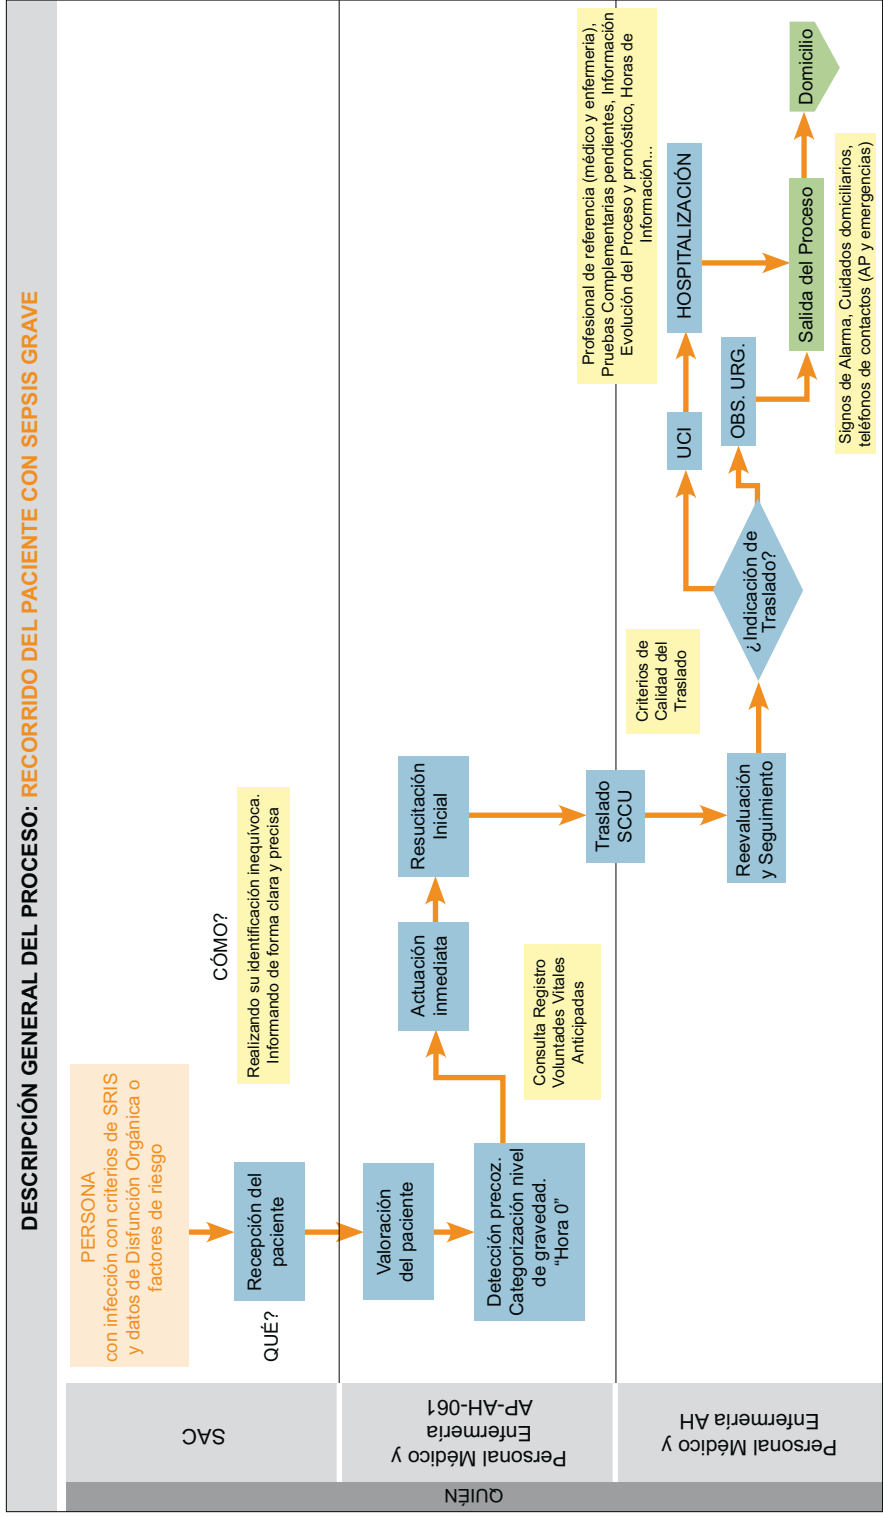 DESCRIPCIÓN GENERAL DEL PROCESO: RECORRIDO DEL PACIENTE CON SEPSIS GRAVE
QUIÉN
SAC
PERSONA
con infección con criterios de SRIS
y datos de Disfunción Orgánica o
factores de riesgo
QUÉ?
Recepción del
paciente
CÓMO?
Realizando su identificación inequívoca.
Informando de forma clara y precisa
Personal Médico y
Enfermería
AP-AH-061
Valoración
del paciente
Detección precoz.
Categorización nivel
de gravedad.
“Hora 0”
Actuación
inmediata
Resucitación
Inicial
Consulta Registro
Voluntades Vitales
Anticipadas
Traslado
SCCU
Personal Médico y
Enfermería AH
Reevaluación
y Seguimiento
Criterios de
Calidad del
Traslado
¿Indicación de
Traslado?
UCI
HOSPITALIZACIÓN
OBS. URG.
Profesional de referencia (médico y enfermería),
Pruebas Complementarias pendientes, Información
Evolución del Proceso y pronóstico, Horas de
Información...
Salida del Proceso
Domicilio
Signos de Alarma, Cuidados domiciliarios,
teléfonos de contactos (AP y emergencias)